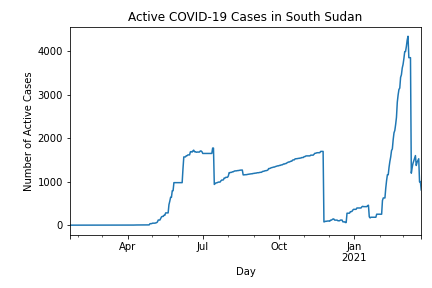 Active COVID-19 Cases in South Sudan
Number of Active Cases
4000
3000
2000
1000
0
Apr
Jul
Oct
Jan
2021
Day